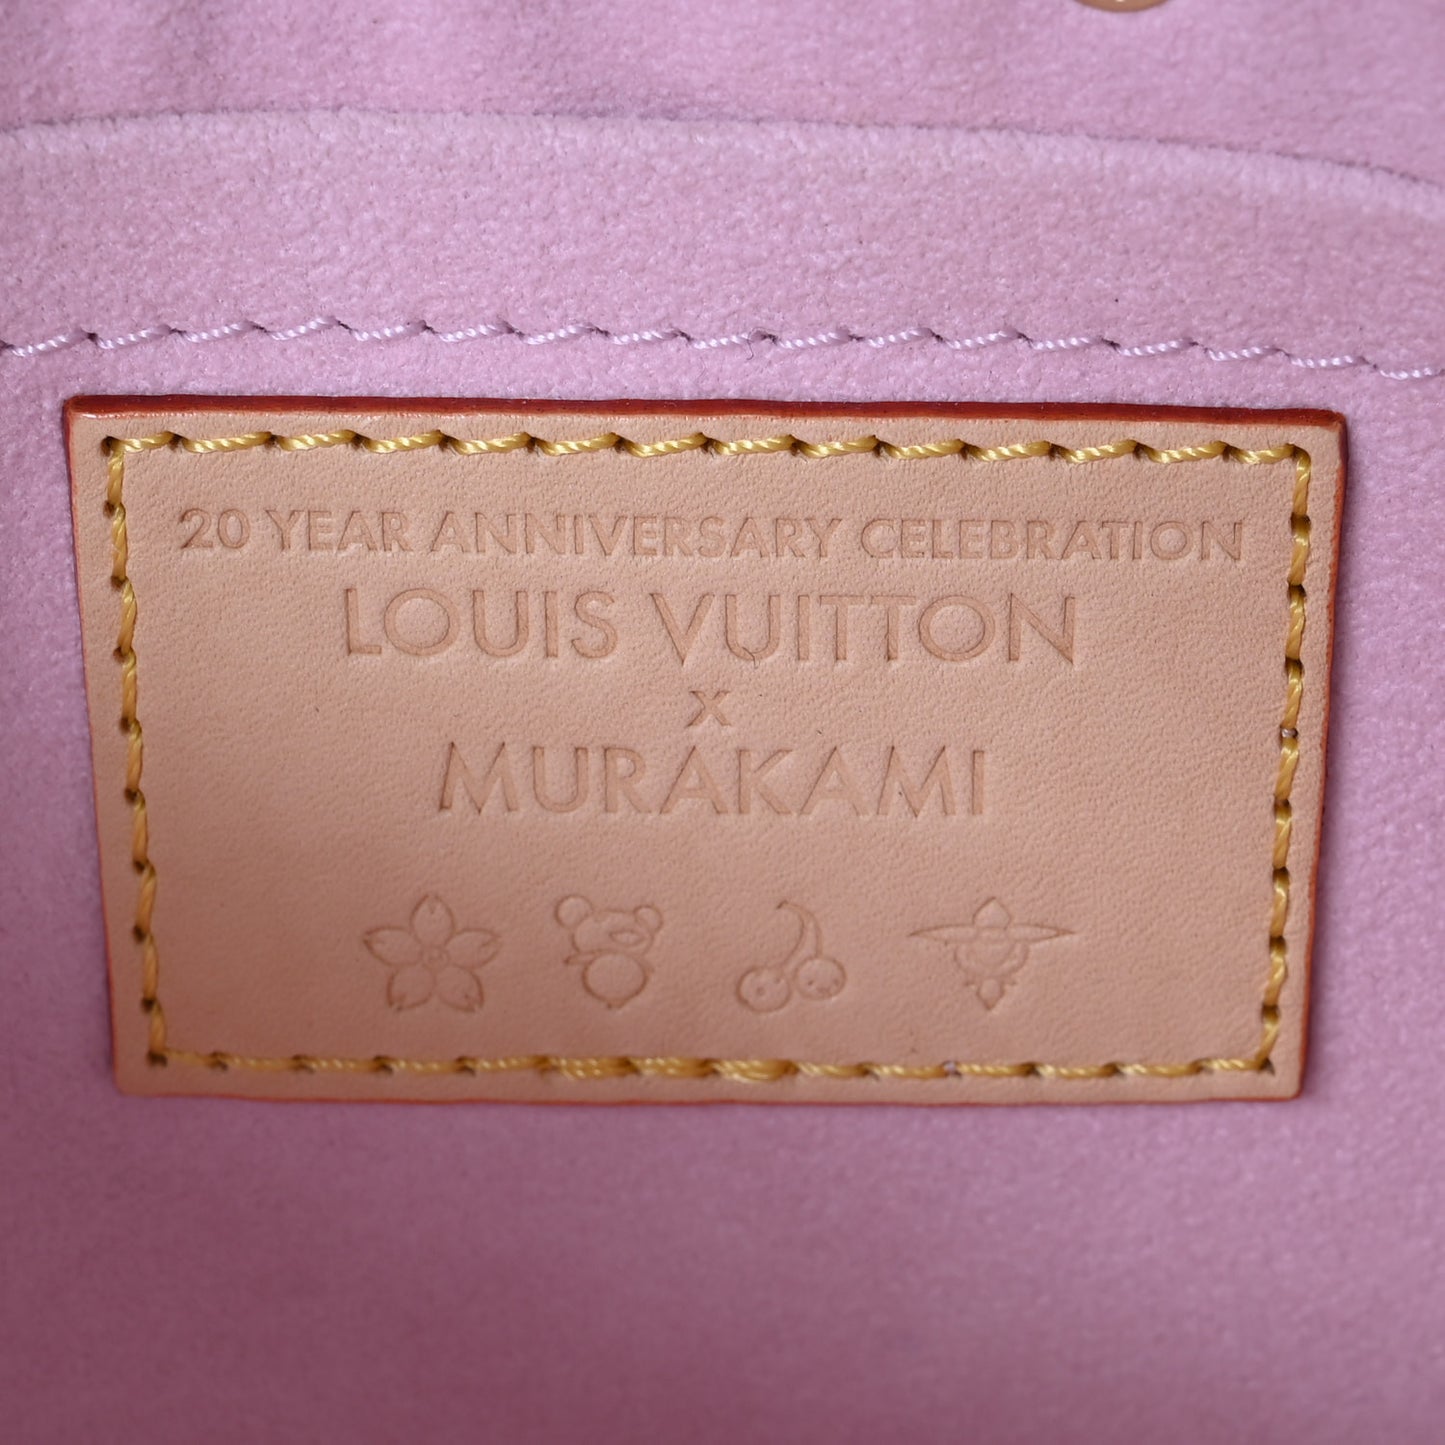 20 YEAR ANNIVERSARY CELEBRATION
LOUIS VUITTON
x
MURAKAMI